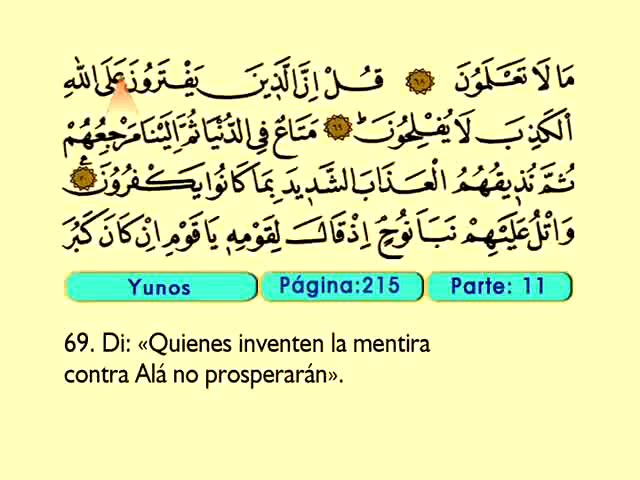 مَا لَا تَعْلَمُونَ ٦٨ قُلْ إِنَّ الَّذِينَ يَفْتَرُونَ عَلَى اللَّهِ
الْكَذِبَ لَا يُفْلِحُونَ ٦٩ مَتَاعٌ فِي الدُّنْيَا ثُمَّ إِلَيْنَا مَرْجِعُهُمْ
ثُمَّ نُذِيقُهُمُ الْعَذَابَ الشَّدِيدَ بِمَا كَانُوا يَكْفُرُونَ ٧٠
وَاتْلُ عَلَيْهِمْ نَبَأَ نُوحٍ إِذْ قَالَ لِقَوْمِهِ يَا قَوْمِ إِنْ كَانَ كَبُرَ
Yunos Página:215 Parte: 11
69. Di: «Quienes inventen la mentira
contra Alá no prosperarán».